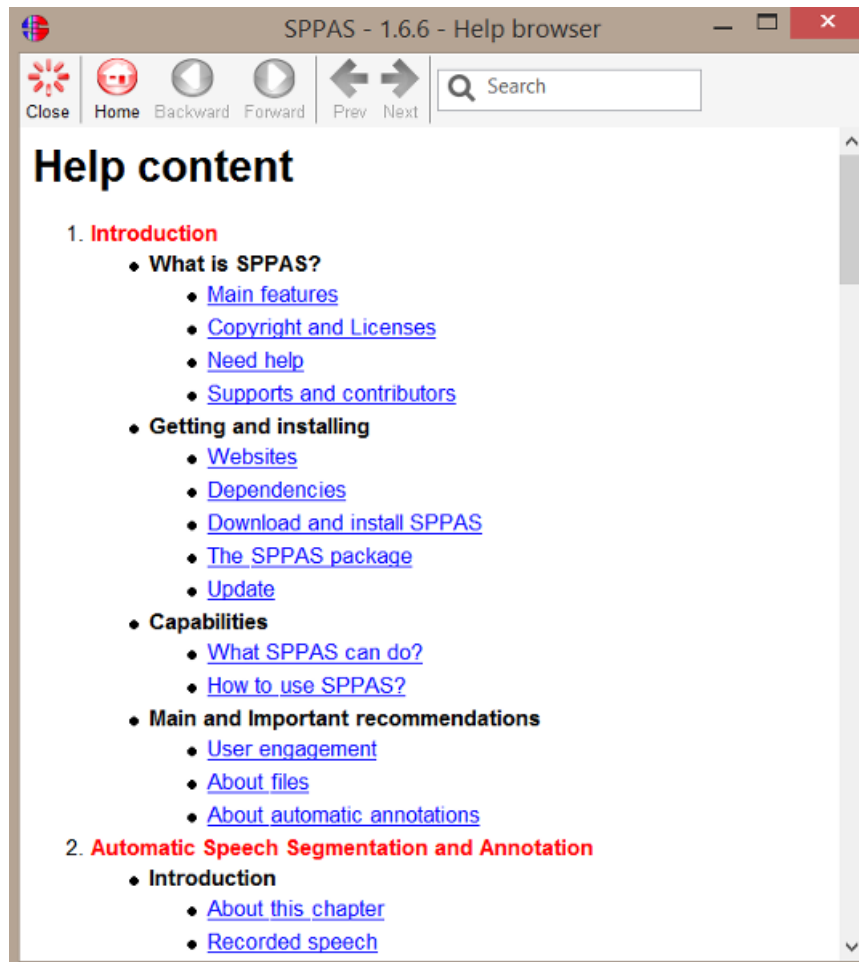 SPPAS - 1.6.6 - Help browser
Search
Close Home Backward Forward Prev Next
Help content
1. Introduction
What is SPPAS?
Main features
Copyright and Licenses
Need help
Supports and contributors
Getting and installing
Websites
Dependencies
Download and install SPPAS
The SPPAS package
Update
Capabilities
What SPPAS can do?
How to use SPPAS?
Main and Important recommendations
User engagement
About files
About automatic annotations
2. Automatic Speech Segmentation and Annotation
Introduction
About this chapter
Recorded speech